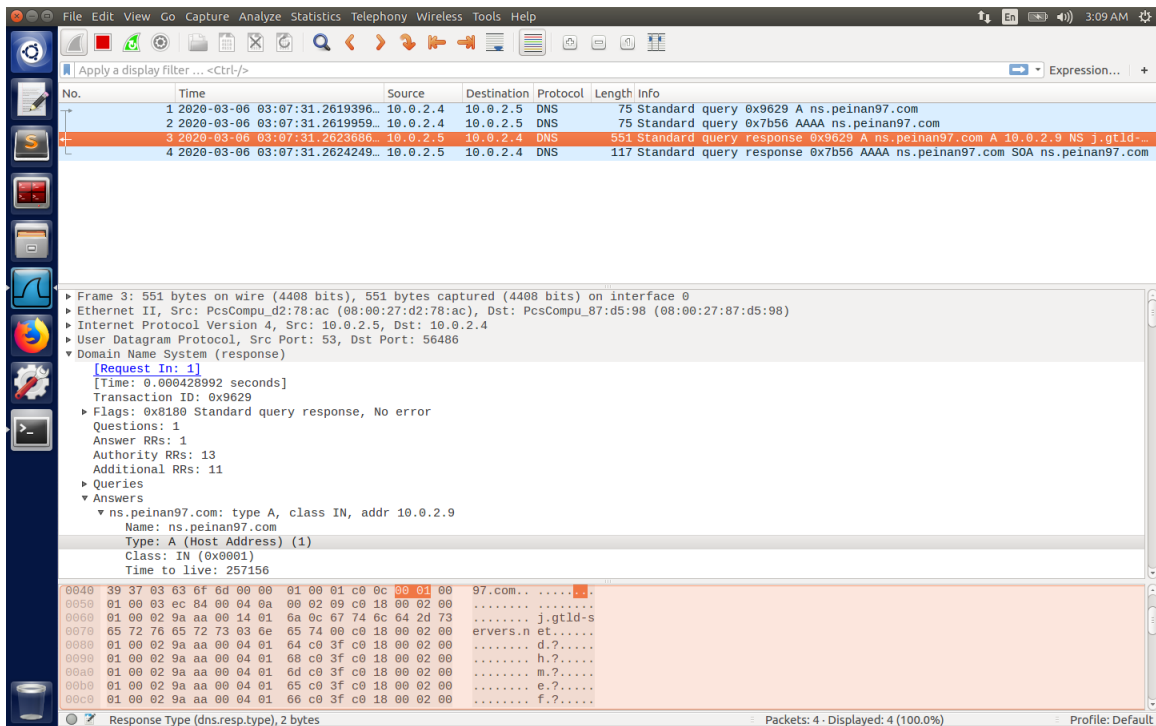 File Edit View Go Capture Analyze Statistics Telephony Wireless Tools Help En 3:09 AM
Apply a display filter … <Ctrl-/> Expression… +
No. Time Source Destination Protocol Length Info
1 2020-03-06 03:07:31.2619396… 10.0.2.4 10.0.2.5 DNS 75 Standard query 0x9629 A ns.peinan97.com
2 2020-03-06 03:07:31.2619959… 10.0.2.4 10.0.2.5 DNS 75 Standard query 0x7b56 AAAA ns.peinan97.com
3 2020-03-06 03:07:31.2623686… 10.0.2.5 10.0.2.4 DNS 551 Standard query response 0x9629 A ns.peinan97.com A 10.0.2.9 NS j.gtld-…
4 2020-03-06 03:07:31.2624249… 10.0.2.5 10.0.2.4 DNS 117 Standard query response 0x7b56 AAAA ns.peinan97.com SOA ns.peinan97.com
Frame 3: 551 bytes on wire (4408 bits), 551 bytes captured (4408 bits) on interface 0
Ethernet II, Src: PcsCompu_d2:78:ac (08:00:27:d2:78:ac), Dst: PcsCompu_87:d5:98 (08:00:27:87:d5:98)
Internet Protocol Version 4, Src: 10.0.2.5, Dst: 10.0.2.4
User Datagram Protocol, Src Port: 53, Dst Port: 56486
Domain Name System (response)
[Request In: 1]
[Time: 0.000428992 seconds]
Transaction ID: 0x9629
Flags: 0x8180 Standard query response, No error
Questions: 1
Answer RRs: 1
Authority RRs: 13
Additional RRs: 11
Queries
Answers
ns.peinan97.com: type A, class IN, addr 10.0.2.9
Name: ns.peinan97.com
Type: A (Host Address) (1)
Class: IN (0x0001)
Time to live: 257156
0040 39 37 03 63 6f 6d 00 00 01 00 01 c0 0c 00 01 00 97.com.. ........
0050 01 00 03 ec 84 00 04 0a 00 02 09 c0 18 00 02 00 ........ ........
0060 01 00 02 9a aa 00 14 01 6a 0c 67 74 6c 64 2d 73 ........ j.gtld-s
0070 65 72 76 65 72 73 03 6e 65 74 00 c0 18 00 02 00 ervers.n et......
0080 01 00 02 9a aa 00 04 01 64 c0 3f c0 18 00 02 00 ........ d.?.....
0090 01 00 02 9a aa 00 04 01 68 c0 3f c0 18 00 02 00 ........ h.?.....
00a0 01 00 02 9a aa 00 04 01 6d c0 3f c0 18 00 02 00 ........ m.?.....
00b0 01 00 02 9a aa 00 04 01 65 c0 3f c0 18 00 02 00 ........ e.?.....
00c0 01 00 02 9a aa 00 04 01 66 c0 3f c0 18 00 02 00 ........ f.?.....
Response Type (dns.resp.type), 2 bytes Packets: 4 · Displayed: 4 (100.0%) Profile: Default